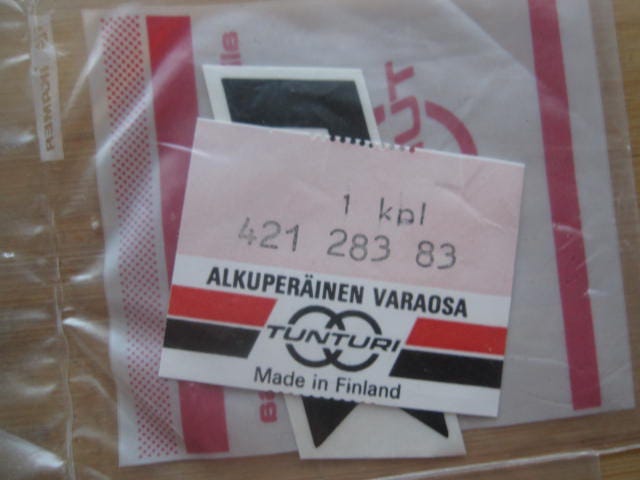 1 kpl
421 283 83
ALKUPERÄINEN VARAOSA
TUNTURI
Made in Finland